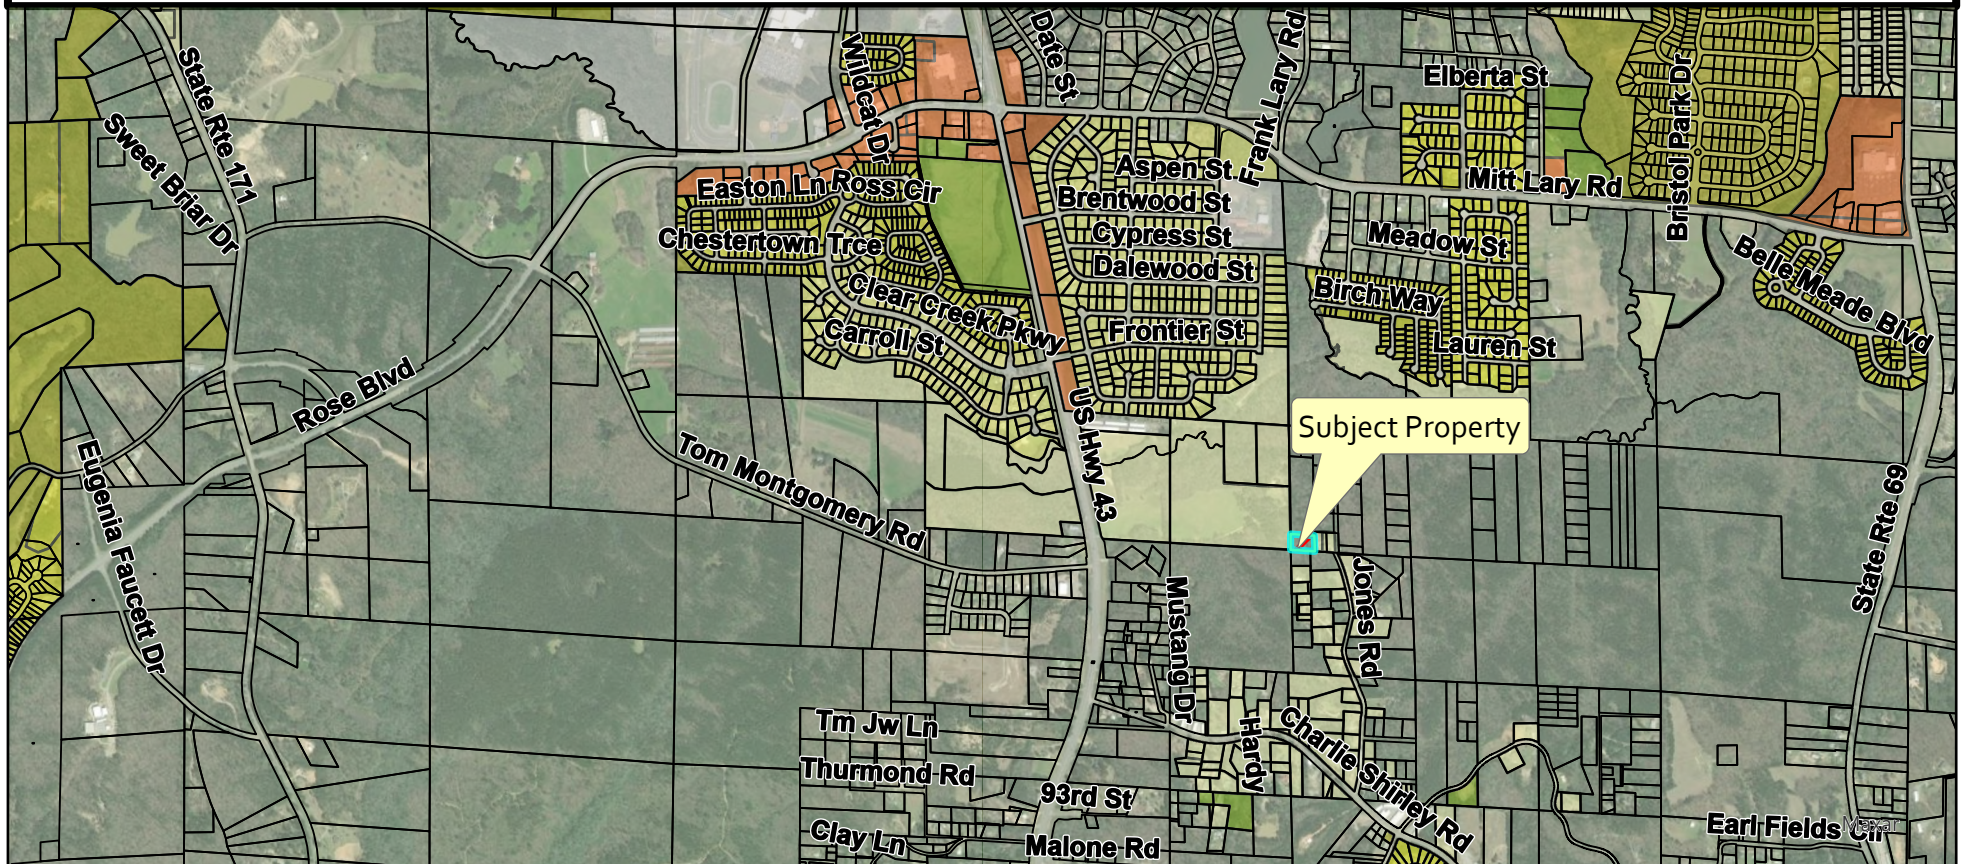 Date St
Frank Lary Rd
Wildcat Dr
State Rte 171
Elberta St
Bristol Park Dr
Sweet Briar Dr
Aspen St
Mitt Lary Rd
Easton Ln
Ross Cir
Brentwood St
Chestertown Trce
Cypress St
Meadow St
Belle Meade Blvd
Dalewood St
Clear Creek Pkwy
Birch Way
Carroll St
Frontier St
Lauren St
Rose Blvd
US Hwy 43
Subject Property
Tom Montgomery Rd
Eugenia Faucett Dr
State Rte 69
Jones Rd
Mustang Dr
Tm Jw Ln
Hardy
Charlie Shirley Rd
Thurmond Rd
93rd St
Clay Ln
Malone Rd
Earl Fields Cir
Maxar